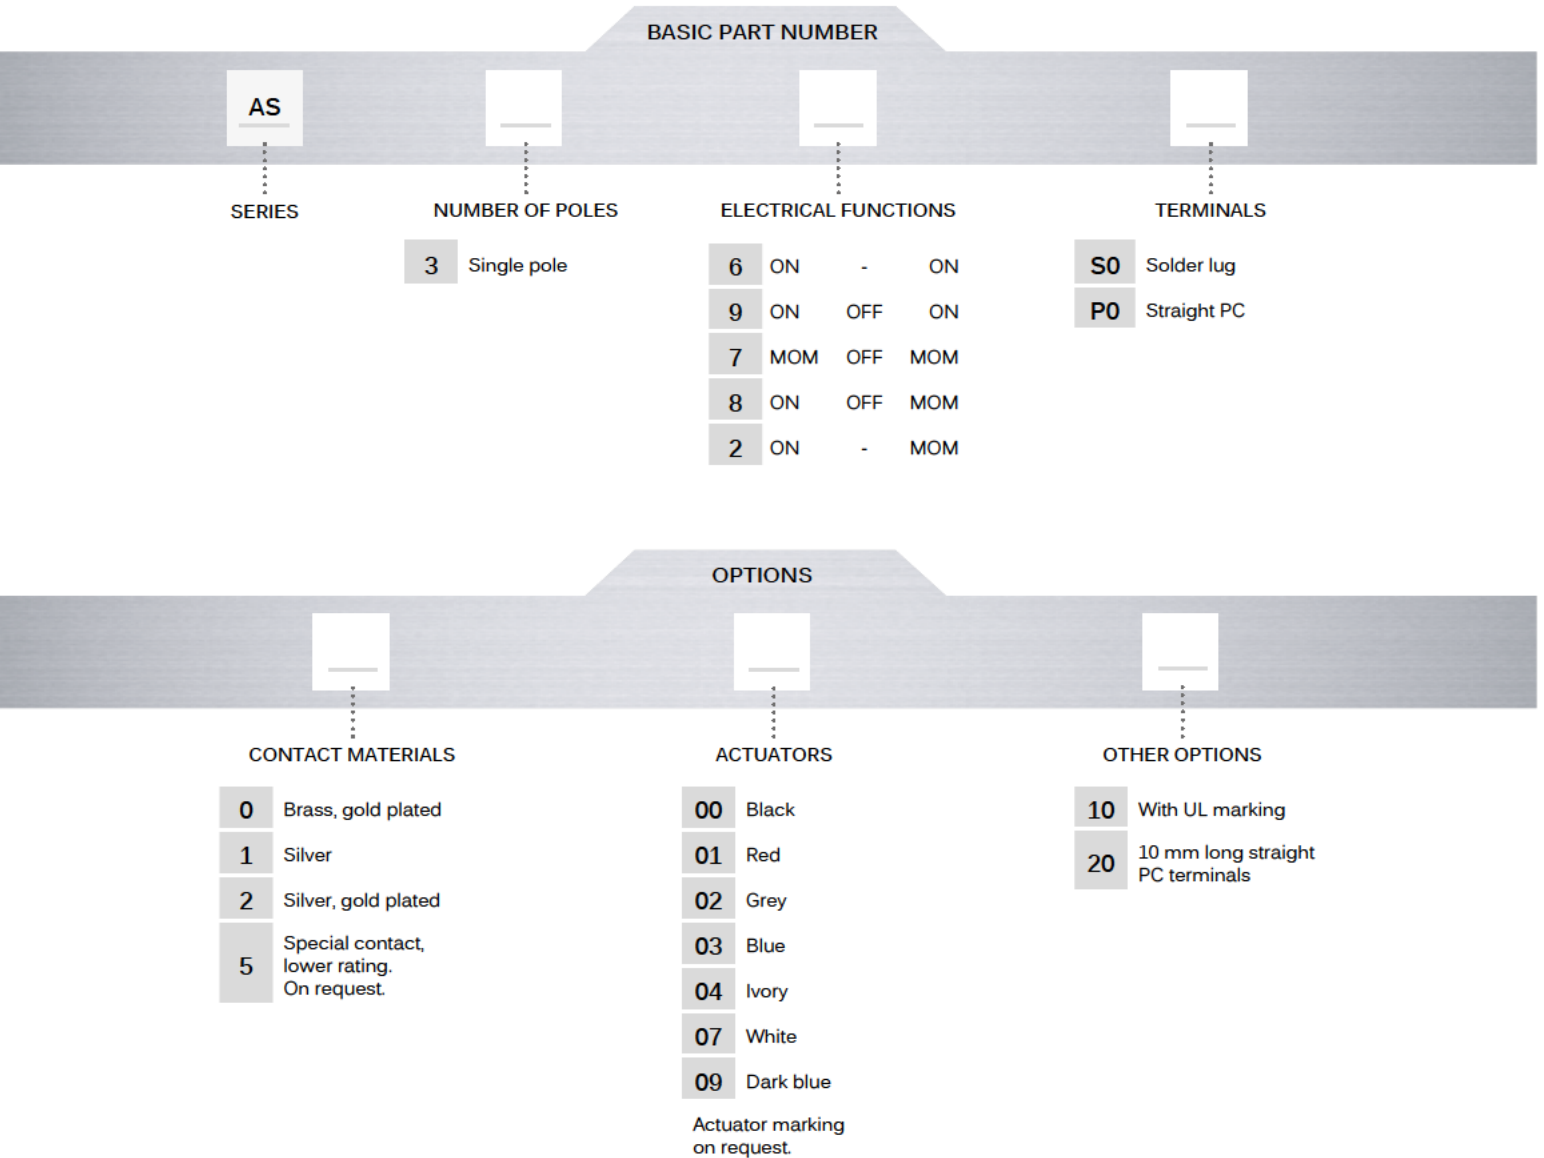 BASIC PART NUMBER
AS
SERIES
NUMBER OF POLES
3 Single pole
ELECTRICAL FUNCTIONS
6 ON - ON
9 ON OFF ON
7 MOM OFF MOM
8 ON OFF MOM
2 ON - MOM
TERMINALS
S0 Solder lug
P0 Straight PC
OPTIONS
CONTACT MATERIALS
0 Brass, gold plated
1 Silver
2 Silver, gold plated
5 Special contact,
lower rating.
On request.
ACTUATORS
00 Black
01 Red
02 Grey
03 Blue
04 Ivory
07 White
09 Dark blue
Actuator marking
on request.
OTHER OPTIONS
10 With UL marking
20 10 mm long straight
PC terminals